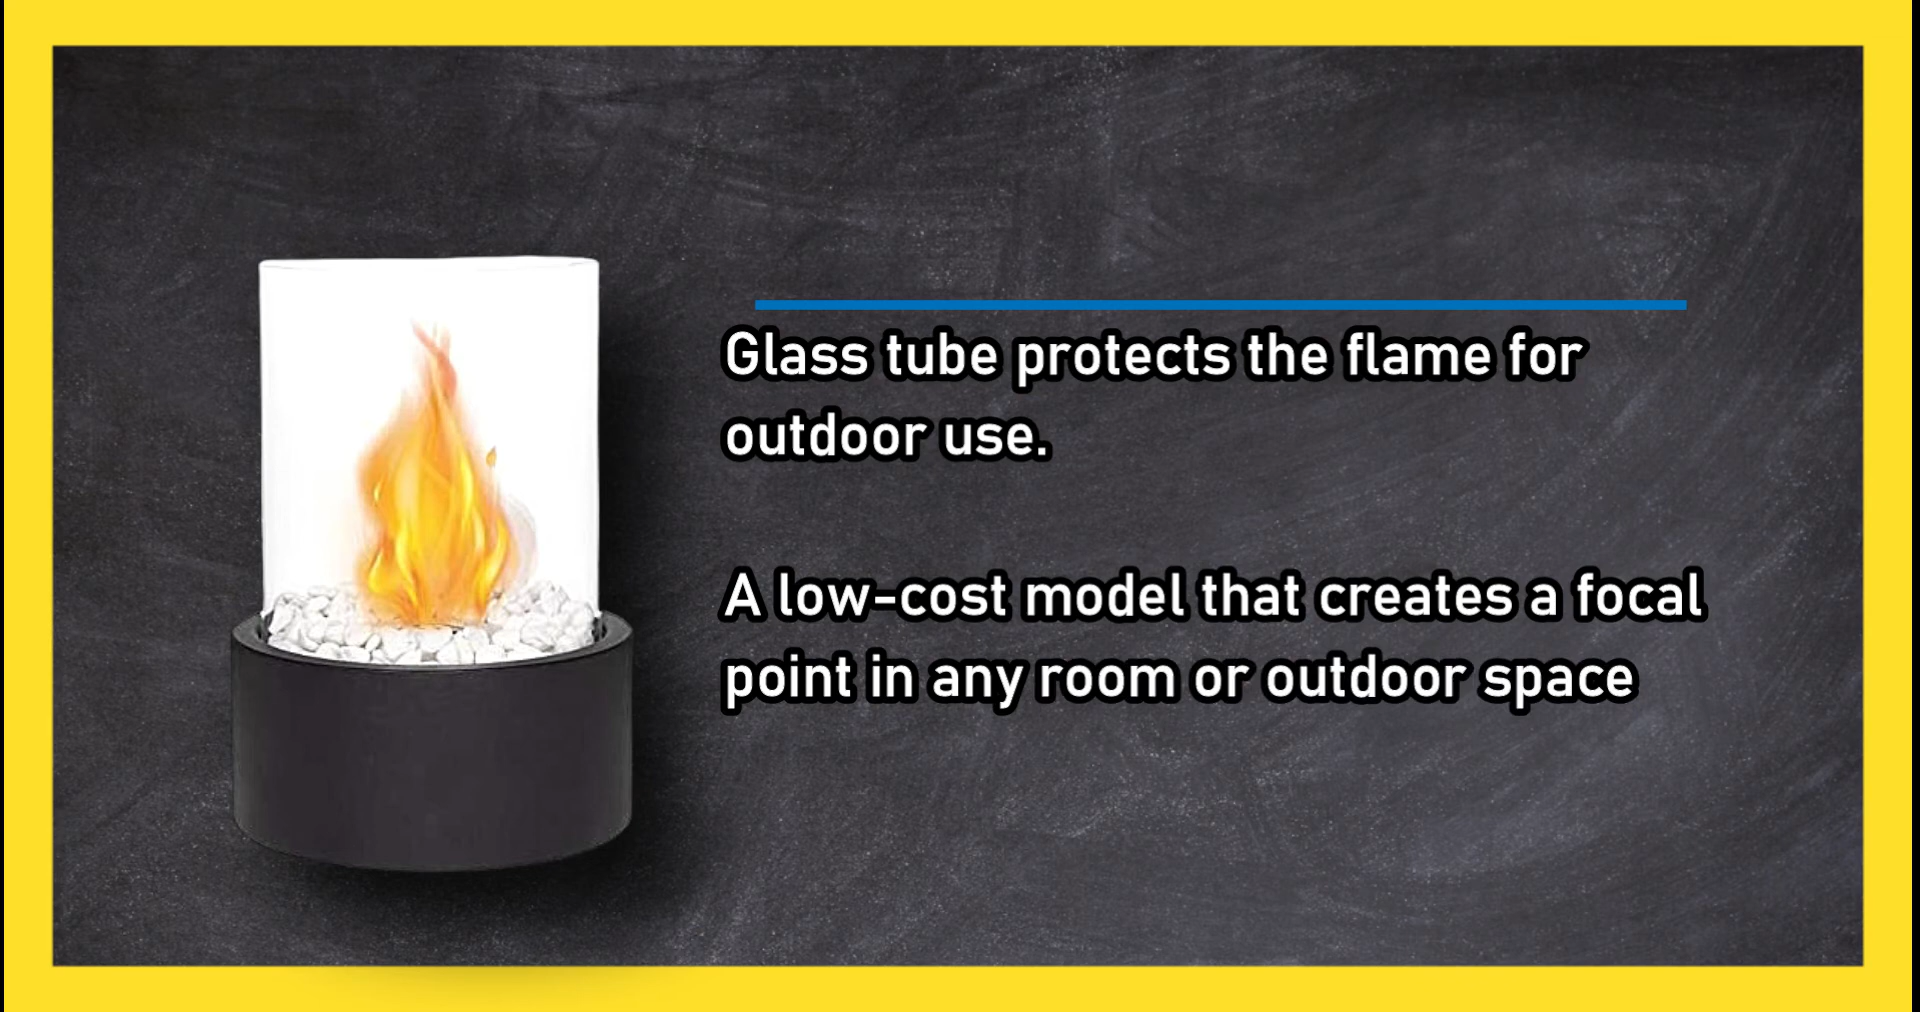 Glass tube protects the flame for
outdoor use.
A low-cost model that creates a focal
point in any room or outdoor space